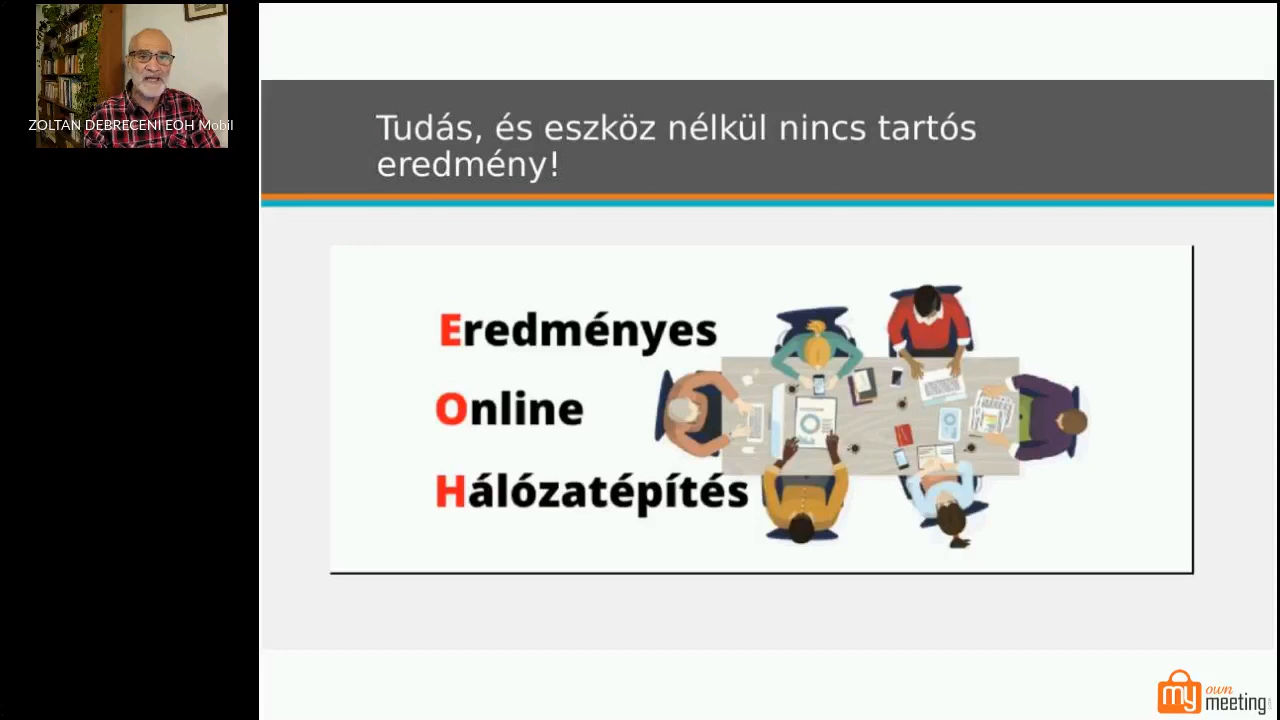 ZOLTAN DEBRECENI EOH Mobil
Tudás, és eszköz nélkül nincs tartós
eredmény!
Eredményes
Online
Hálózatépítés
my own
meeting